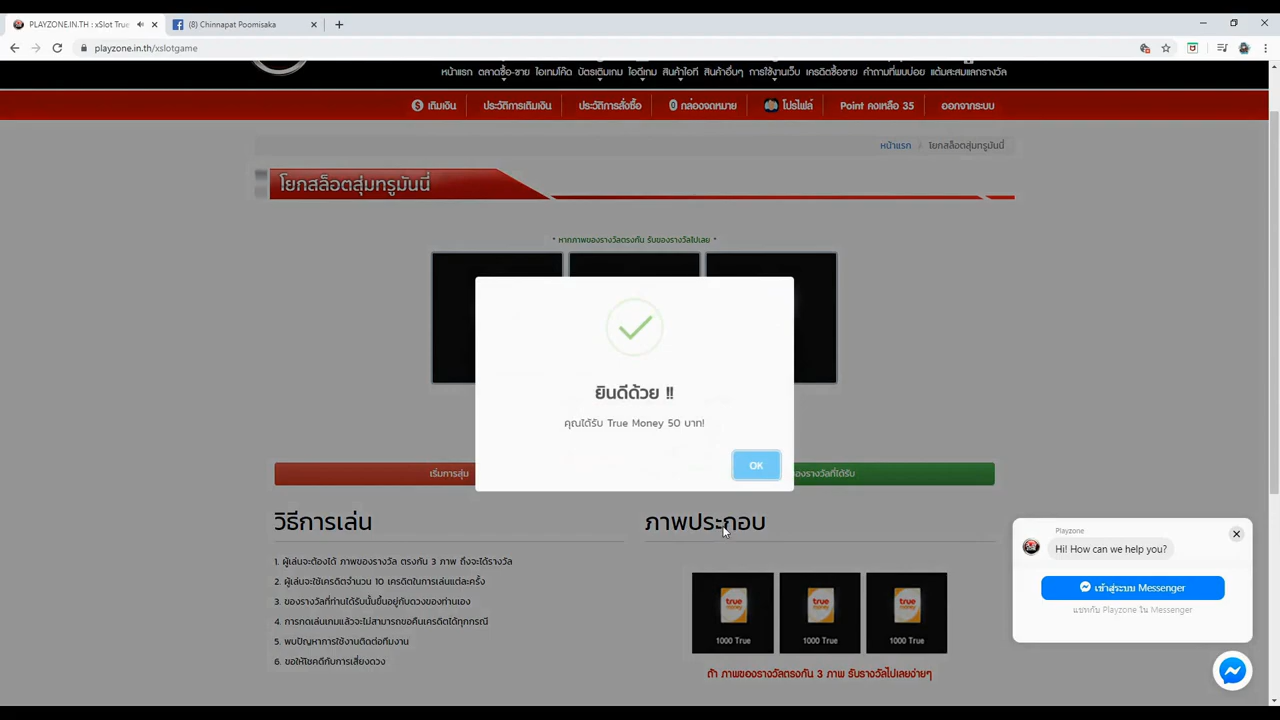 PLAYZONE.IN.TH : xSlot True
(8) Chinnapat Poomisaka
playzone.in.th/xslotgame
หน้าแรก ตลาดซื้อ-ขาย ไอเทมโค๊ด บัตรเติมเกม ไอดีเกม สินค้าไอที สินค้าอื่นๆ การใช้งานเว็บ เครดิตซื้อขาย คำถามที่พบบ่อย แต้มสะสมแลกรางวัล
เติมเงิน ประวัติการเติมเงิน ประวัติการสั่งซื้อ 0 กล่องจดหมาย โปรไฟล์ Point คงเหลือ 35 ออกจากระบบ
หน้าแรก / โยกสล็อตสุ่มทรูมันนี่
โยกสล็อตสุ่มทรูมันนี่
* หากภาพของรางวัลตรงกัน รับของรางวัลไปเลย *
ยินดีด้วย !!
คุณได้รับ True Money 50 บาท!
OK
เริ่มการสุ่ม
ของรางวัลที่ได้รับ
วิธีการเล่น
1. ผู้เล่นจะต้องได้ ภาพของรางวัล ตรงกัน 3 ภาพ ถึงจะได้รางวัล
2. ผู้เล่นจะใช้เครดิตจำนวน 10 เครดิตในการเล่นแต่ละครั้ง
3. ของรางวัลที่ท่านได้รับนั้นขึ้นอยู่กับดวงของท่านเอง
4. การกดเล่นเกมแล้วจะไม่สามารถขอคืนเครดิตได้ทุกกรณี
5. พบปัญหาการใช้งานติดต่อทีมงาน
6. ขอให้โชคดีกับการเสี่ยงดวง
ภาพประกอบ
true money true money true money
1000 True 1000 True 1000 True
ถ้า ภาพของรางวัลตรงกัน 3 ภาพ รับรางวัลไปเลยง่ายๆ
Playzone
Hi! How can we help you?
เข้าสู่ระบบ Messenger
แชทกับ Playzone ใน Messenger